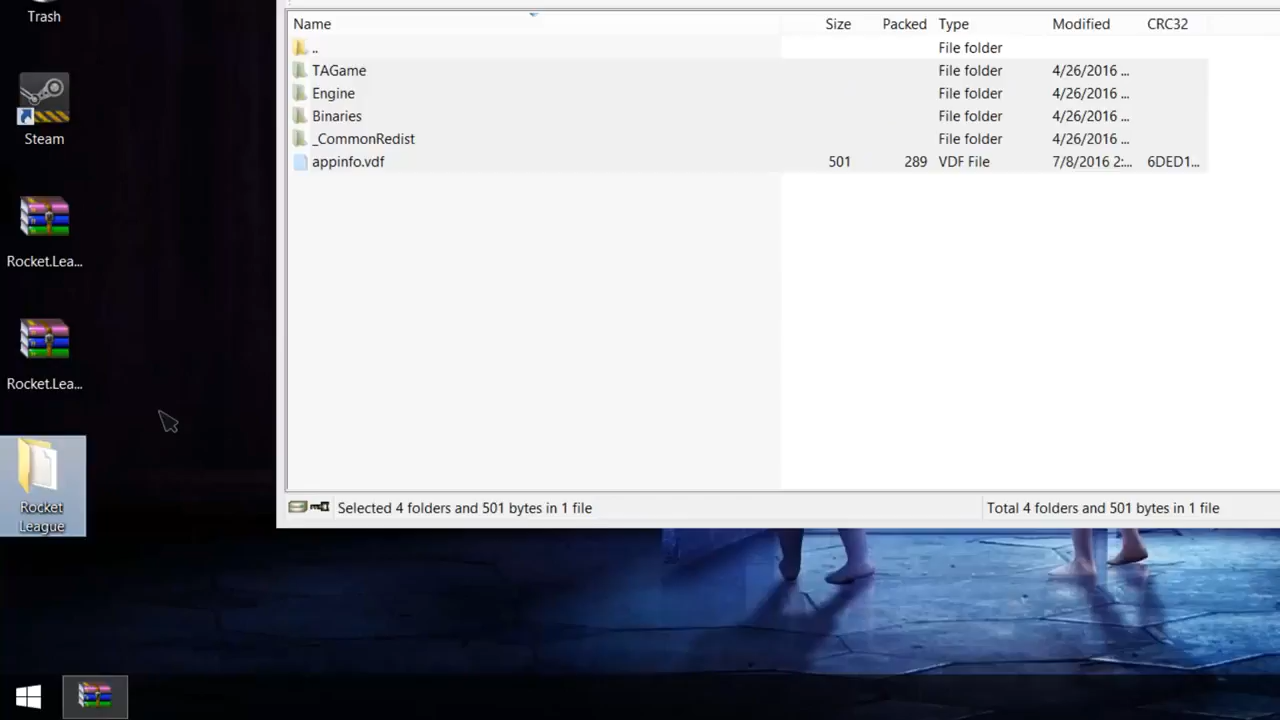 Trash
Steam
Rocket.Lea...
Rocket.Lea...
Rocket
League
Name Size Packed Type Modified CRC32
.. File folder
TAGame File folder 4/26/2016 ...
Engine File folder 4/26/2016 ...
Binaries File folder 4/26/2016 ...
_CommonRedist File folder 4/26/2016 ...
appinfo.vdf 501 289 VDF File 7/8/2016 2:... 6DED1...
Selected 4 folders and 501 bytes in 1 file Total 4 folders and 501 bytes in 1 file